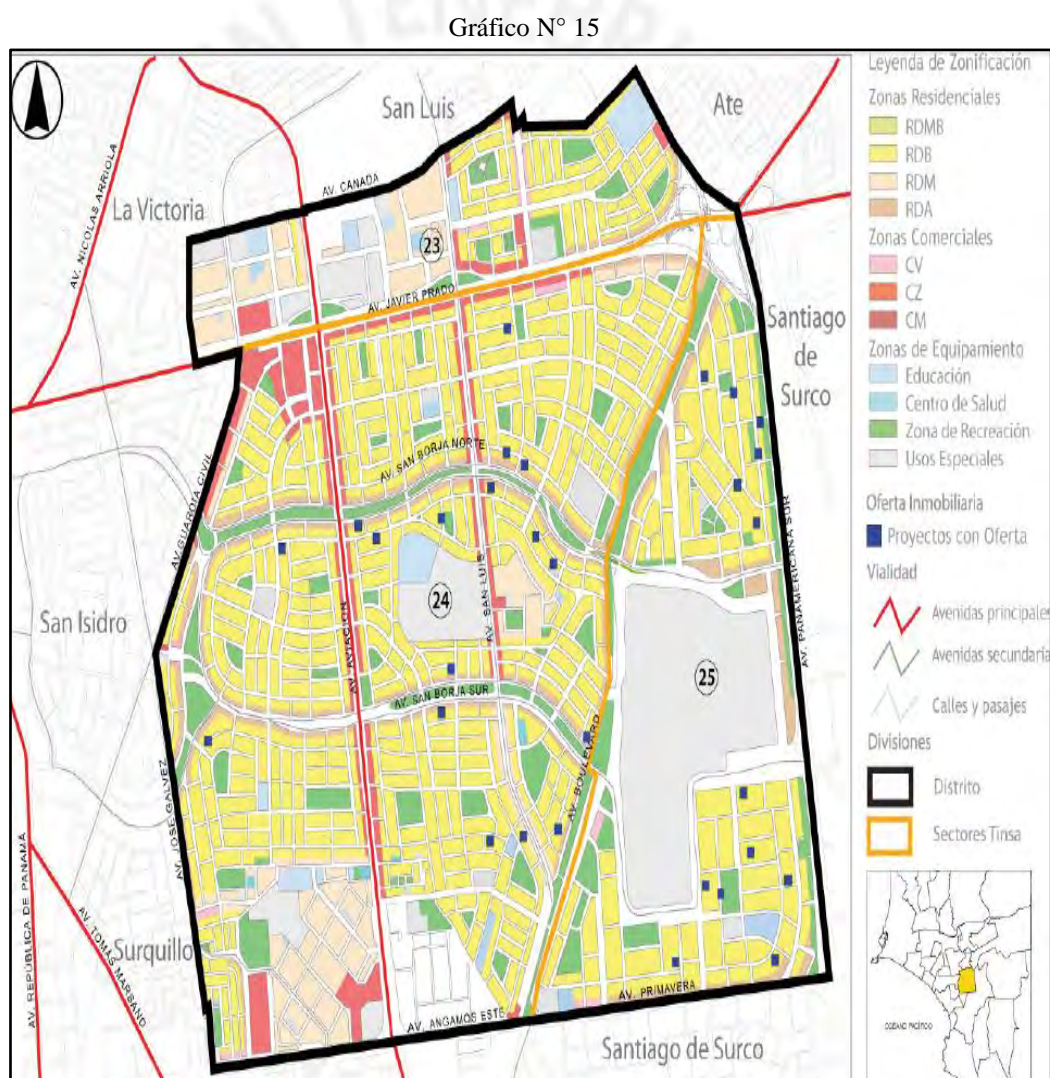 Gráfico N° 15
San Luis
Ate
La Victoria
Santiago
de
Surco
San Isidro
Surquillo
Santiago de Surco
AV. NICOLAS ARRIOLA
AV. CANADA
AV. JAVIER PRADO
AV. GUARDIA CIVIL
AV. SAN BORJA NORTE
AV. AVIACIÓN
AV. SAN LUIS
AV. SAN BORJA SUR
AV. BOULEVARD
AV. PANAMERICANA SUR
AV. JOSE GALVEZ
AV. REPÚBLICA DE PANAMA
AV. TOMAS MARSANO
AV. ANGAMOS ESTE
AV. PRIMAVERA
23
24
25
Leyenda de Zonificación
Zonas Residenciales
RDMB
RDB
RDM
RDA
Zonas Comerciales
CV
CZ
CM
Zonas de Equipamiento
Educación
Centro de Salud
Zona de Recreación
Usos Especiales
Oferta Inmobiliaria
Proyectos con Oferta
Vialidad
Avenidas principales
Avenidas secundaria
Calles y pasajes
Divisiones
Distrito
Sectores Tinsa
OCÉANO PACÍFICO